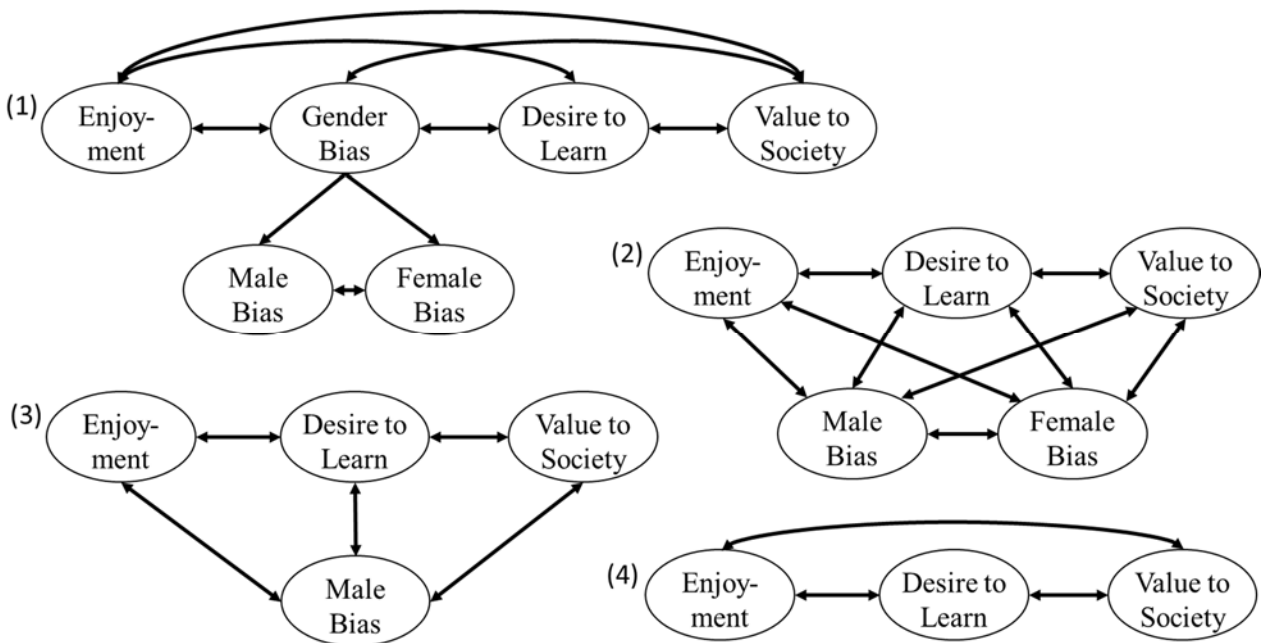 (1)
Enjoy-
ment
Gender
Bias
Desire to
Learn
Value to
Society
Male
Bias
Female
Bias
(2)
Enjoy-
ment
Desire to
Learn
Value to
Society
Male
Bias
Female
Bias
(3)
Enjoy-
ment
Desire to
Learn
Value to
Society
Male
Bias
(4)
Enjoy-
ment
Desire to
Learn
Value to
Society